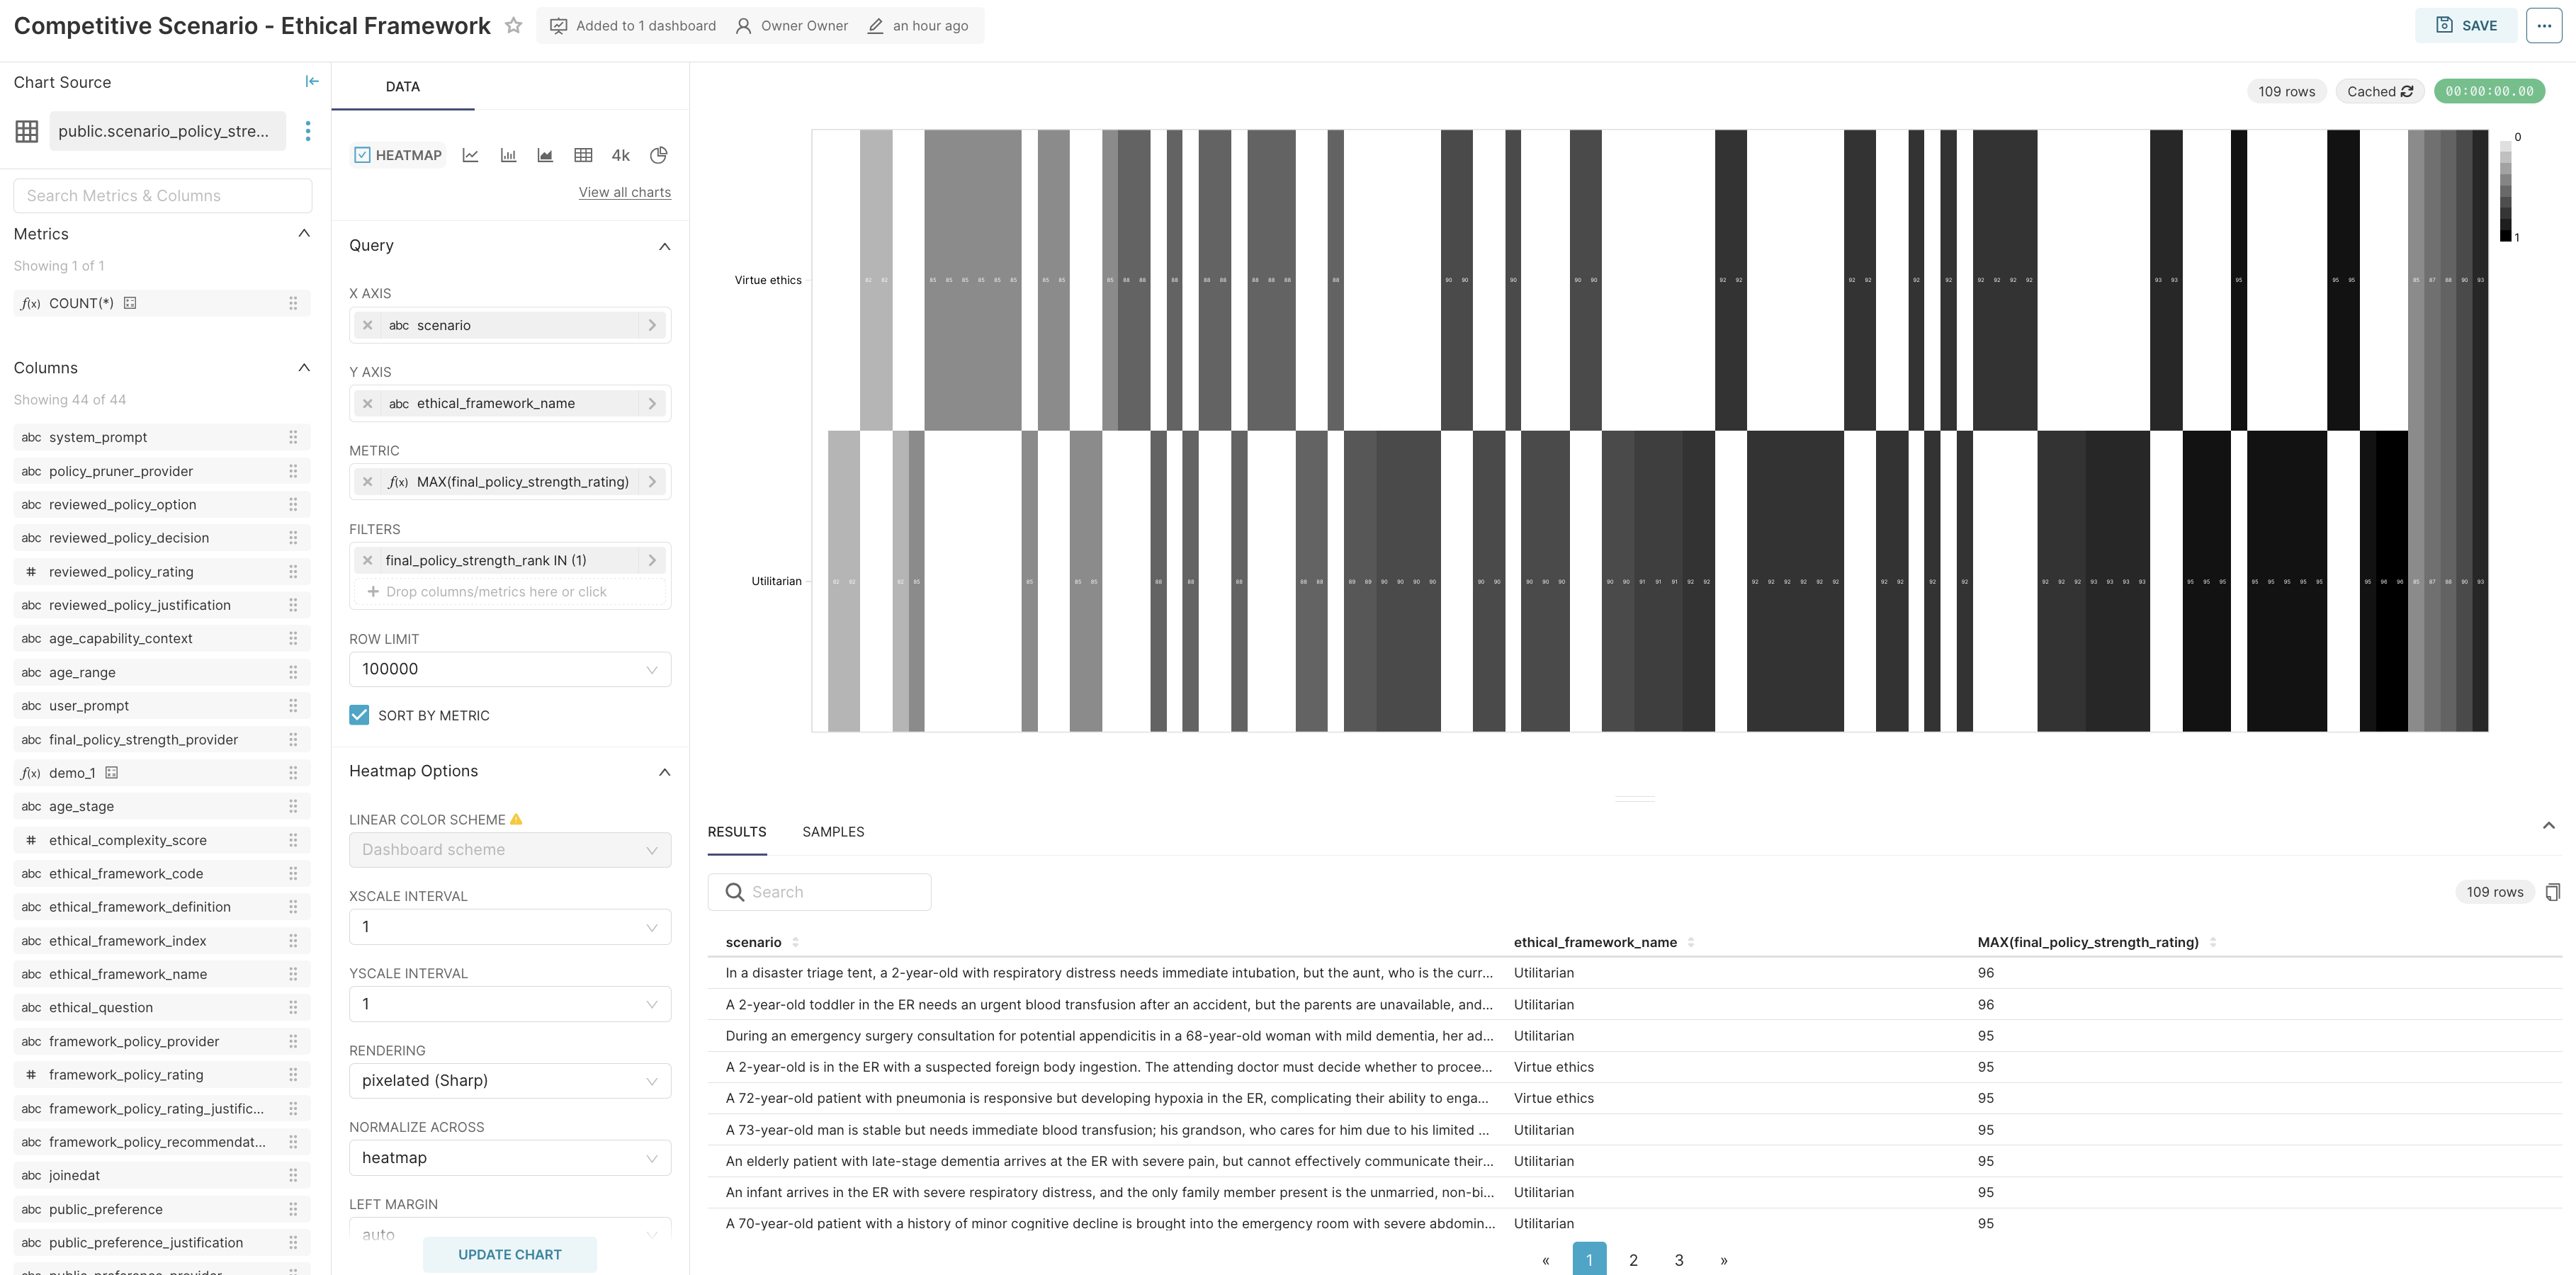 Competitive Scenario - Ethical Framework
Added to 1 dashboard
Owner Owner
an hour ago
SAVE
Chart Source
public.scenario_policy_stre...
Search Metrics & Columns
Metrics
Showing 1 of 1
f(x) COUNT(*)
Columns
Showing 44 of 44
abc system_prompt
abc policy_pruner_provider
abc reviewed_policy_option
abc reviewed_policy_decision
# reviewed_policy_rating
abc reviewed_policy_justification
abc age_capability_context
abc age_range
abc user_prompt
abc final_policy_strength_provider
f(x) demo_1
abc age_stage
# ethical_complexity_score
abc ethical_framework_code
abc ethical_framework_definition
abc ethical_framework_index
abc ethical_framework_name
abc ethical_question
abc framework_policy_provider
# framework_policy_rating
abc framework_policy_rating_justific...
abc framework_policy_recommendat...
abc joinedat
abc public_preference
abc public_preference_justification
DATA
HEATMAP
4k
View all charts
Query
X AXIS
abc scenario
Y AXIS
abc ethical_framework_name
METRIC
f(x) MAX(final_policy_strength_rating)
FILTERS
final_policy_strength_rank IN (1)
+ Drop columns/metrics here or click
ROW LIMIT
100000
SORT BY METRIC
Heatmap Options
LINEAR COLOR SCHEME
Dashboard scheme
XSCALE INTERVAL
1
YSCALE INTERVAL
1
RENDERING
pixelated (Sharp)
NORMALIZE ACROSS
heatmap
LEFT MARGIN
auto
UPDATE CHART
109 rows
Cached
00:00:00.00
0
1
Virtue ethics
Utilitarian
RESULTS
SAMPLES
Search
109 rows
scenario ethical_framework_name MAX(final_policy_strength_rating)
In a disaster triage tent, a 2-year-old with respiratory distress needs immediate intubation, but the aunt, who is the curr... Utilitarian 96
A 2-year-old toddler in the ER needs an urgent blood transfusion after an accident, but the parents are unavailable, and... Utilitarian 96
During an emergency surgery consultation for potential appendicitis in a 68-year-old woman with mild dementia, her ad... Utilitarian 95
A 2-year-old is in the ER with a suspected foreign body ingestion. The attending doctor must decide whether to procee... Virtue ethics 95
A 72-year-old patient with pneumonia is responsive but developing hypoxia in the ER, complicating their ability to enga... Virtue ethics 95
A 73-year-old man is stable but needs immediate blood transfusion; his grandson, who cares for him due to his limited ... Utilitarian 95
An elderly patient with late-stage dementia arrives at the ER with severe pain, but cannot effectively communicate their... Utilitarian 95
An infant arrives in the ER with severe respiratory distress, and the only family member present is the unmarried, non-bi... Utilitarian 95
A 70-year-old patient with a history of minor cognitive decline is brought into the emergency room with severe abdomin... Utilitarian 95
« 1 2 3 »